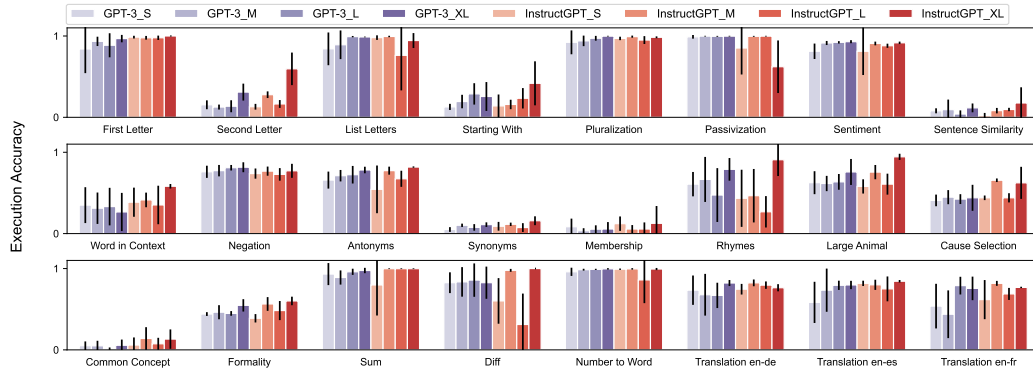 GPT-3_S GPT-3_M GPT-3_L GPT-3_XL InstructGPT_S InstructGPT_M InstructGPT_L InstructGPT_XL
Execution Accuracy
1
0
First Letter Second Letter List Letters Starting With Pluralization Passivization Sentiment Sentence Similarity
1
0
Word in Context Negation Antonyms Synonyms Membership Rhymes Large Animal Cause Selection
1
0
Common Concept Formality Sum Diff Number to Word Translation en-de Translation en-es Translation en-fr